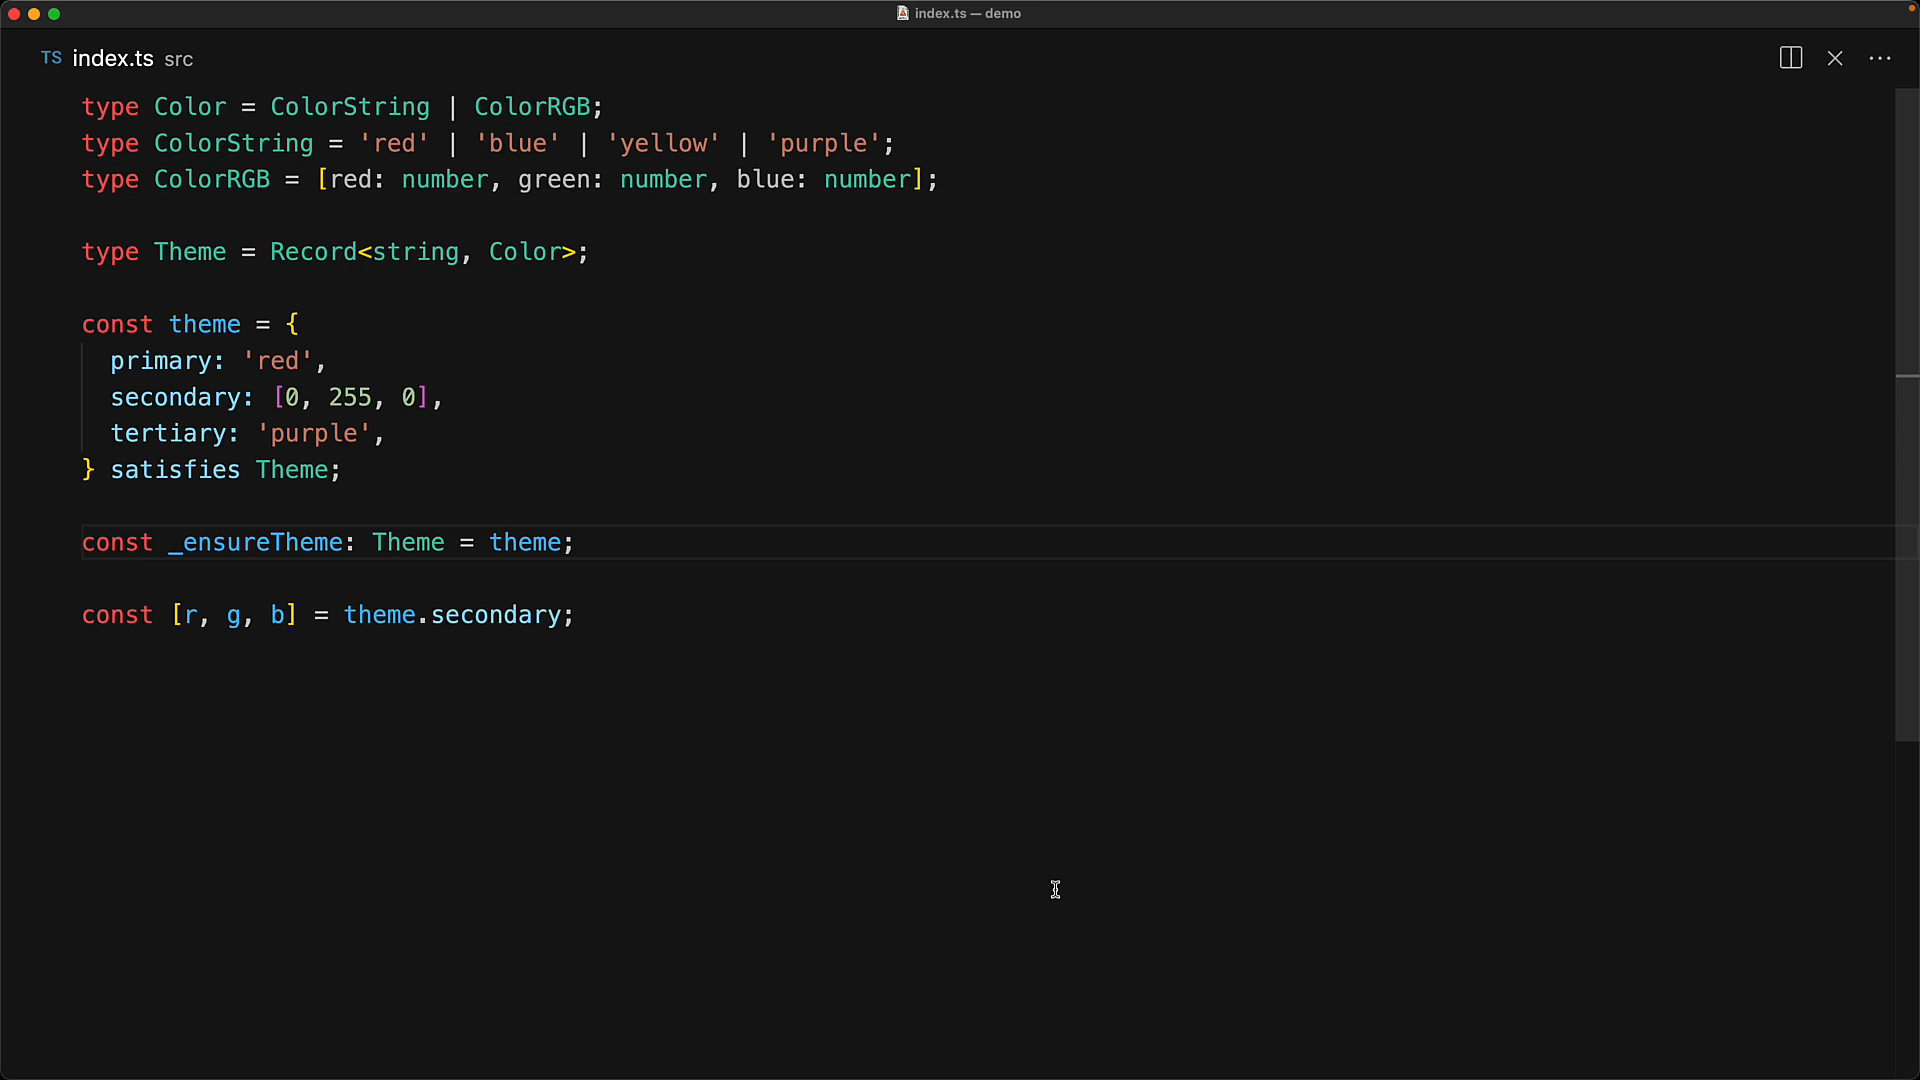 index.ts — demo
TS index.ts src
type Color = ColorString | ColorRGB;
type ColorString = 'red' | 'blue' | 'yellow' | 'purple';
type ColorRGB = [red: number, green: number, blue: number];
type Theme = Record<string, Color>;
const theme = {
primary: 'red',
secondary: [0, 255, 0],
tertiary: 'purple',
} satisfies Theme;
const _ensureTheme: Theme = theme;
const [r, g, b] = theme.secondary;